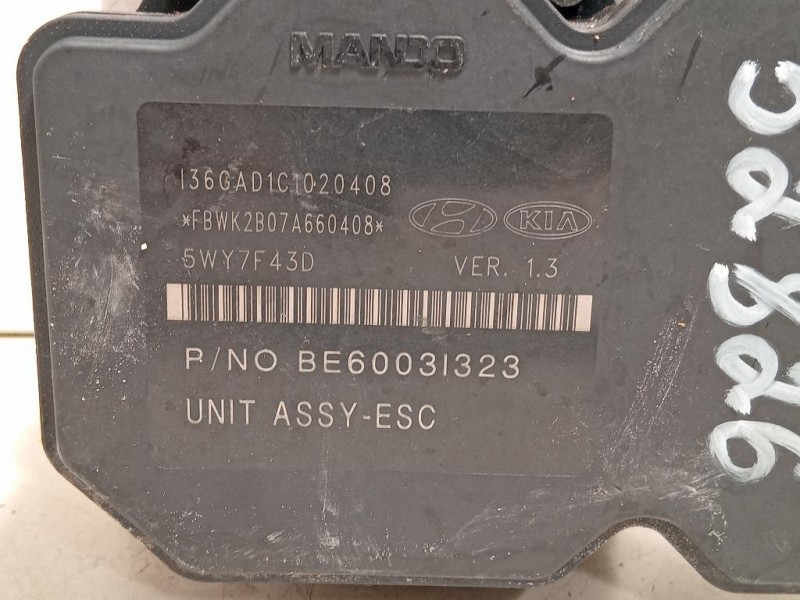 MANDO
I36GAD1C1020408
*FBWK2B07A660408*
KIA
5WY7F43D VER. 1.3
P/NO BE6003I323
UNIT ASSY-ESC